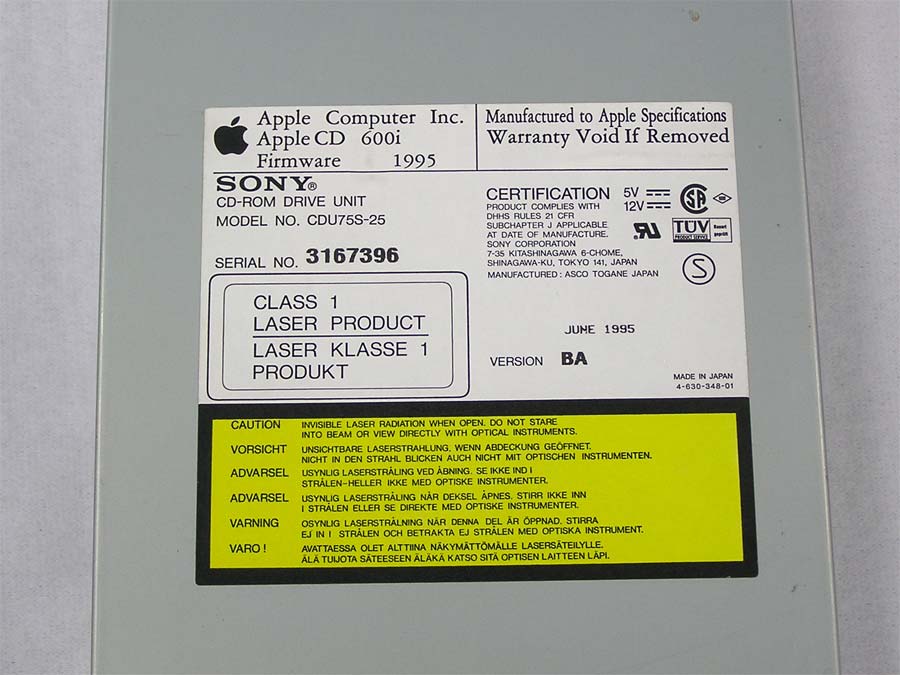 Apple Computer Inc.
AppleCD 600i
Firmware 1995
Manufactured to Apple Specifications
Warranty Void If Removed
SONY®
CD-ROM DRIVE UNIT
MODEL NO. CDU75S-25
SERIAL NO. 3167396
CLASS 1
LASER PRODUCT
LASER KLASSE 1
PRODUKT
CERTIFICATION
PRODUCT COMPLIES WITH
DHHS RULES 21 CFR
SUBCHAPTER J APPLICABLE
AT DATE OF MANUFACTURE.
SONY CORPORATION
7-35 KITASHINAGAWA 6-CHOME,
SHINAGAWA-KU, TOKYO 141, JAPAN
MANUFACTURED : ASCO TOGANE JAPAN
5V
12V
TÜV
PRODUCT SERVICE
S
JUNE 1995
VERSION BA
MADE IN JAPAN
4-630-348-01
CAUTION INVISIBLE LASER RADIATION WHEN OPEN. DO NOT STARE
INTO BEAM OR VIEW DIRECTLY WITH OPTICAL INSTRUMENTS.
VORSICHT UNSICHTBARE LASERSTRAHLUNG, WENN ABDECKUNG GEÖFFNET.
NICHT IN DEN STRAHL BLICKEN AUCH NICHT MIT OPTISCHEN INSTRUMENTEN.
ADVARSEL USYNLIG LASERSTRÅLING VED ÅBNING. SE IKKE IND I
STRÅLEN-HELLER IKKE MED OPTISKE INSTRUMENTER.
ADVARSEL USYNLIG LASERSTRÅLING NÅR DEKSEL ÅPNES. STIRR IKKE INN
I STRÅLEN ELLER SE DIREKTE MED OPTISKE INSTRUMENTER.
VARNING OSYNLIG LASERSTRÅLNING NÄR DENNA DEL ÄR ÖPPNAD. STIRRA
EJ IN I STRÅLEN OCH BETRAKTA EJ STRÅLEN MED OPTISKA INSTRUMENT.
VARO ! AVATTAESSA OLET ALTTIINA NÄKYMÄTTÖMÄLLE LASERSÄTEILYLLE.
ÄLÄ TUIJOTA SÄTEESEEN ÄLÄKÄ KATSO SITÄ OPTISEN LAITTEEN LÄPI.